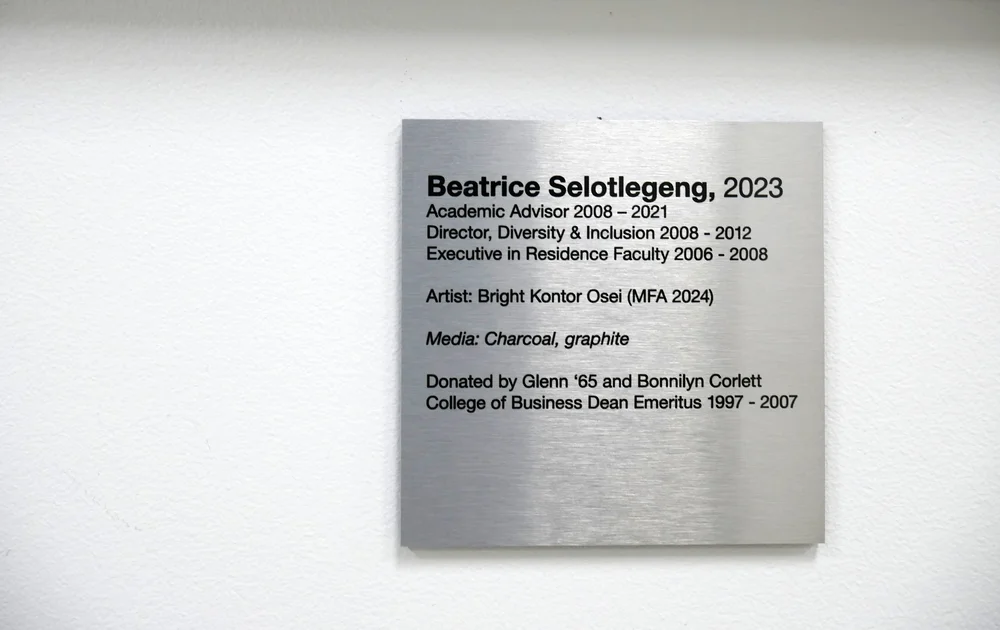 Beatrice Selotlegeng, 2023
Academic Advisor 2008 – 2021
Director, Diversity & Inclusion 2008 - 2012
Executive in Residence Faculty 2006 - 2008
Artist: Bright Kontor Osei (MFA 2024)
Media: Charcoal, graphite
Donated by Glenn ‘65 and Bonnilyn Corlett
College of Business Dean Emeritus 1997 - 2007